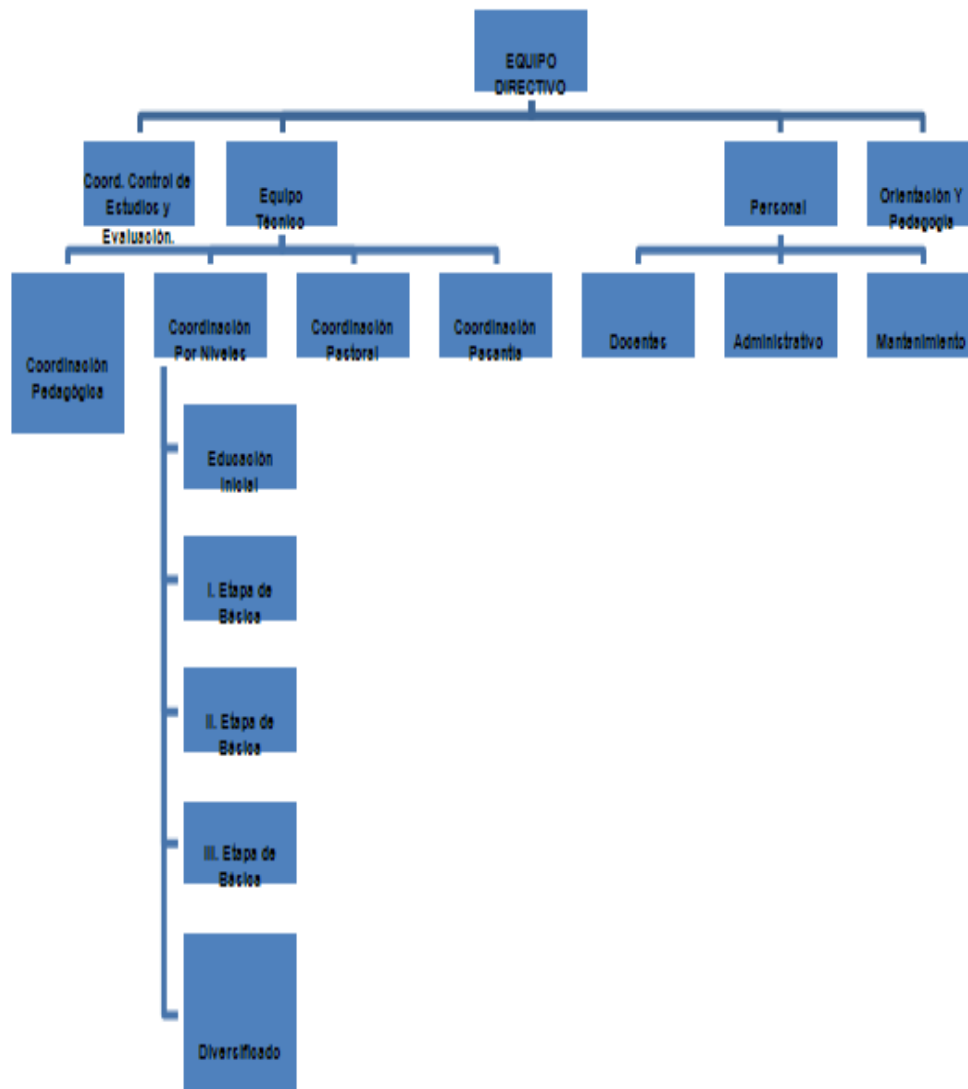 EQUIPO
DIRECTIVO
Coord. Control de
Estudios y
Evaluación.
Equipo
Técnico
Personal
Orientación Y
Pedagogía
Coordinación
Pedagógica
Coordinación
Por Niveles
Coordinación
Pastoral
Coordinación
Pasantía
Docentes
Administrativo
Mantenimiento
Educación
Inicial
I. Etapa de
Básica
II. Etapa de
Básica
III. Etapa de
Básica
Diversificado